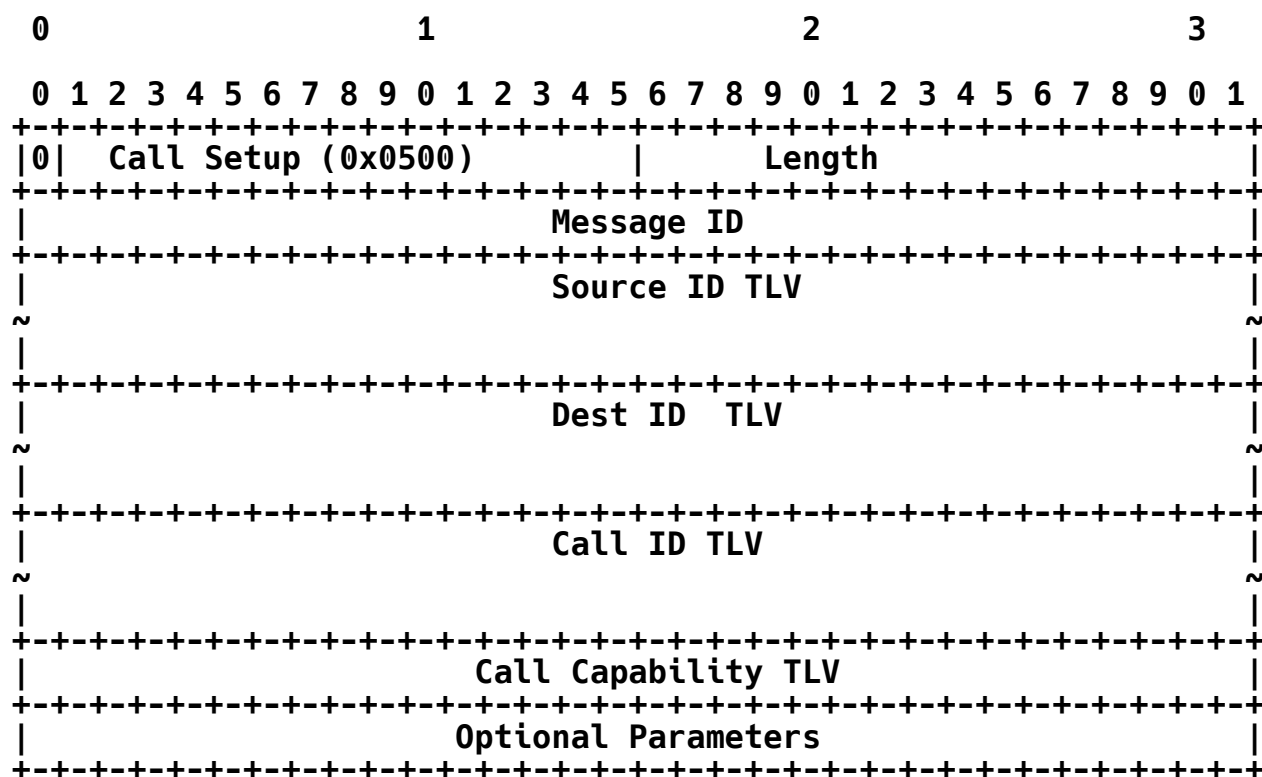 0                   1                   2                   3
 0 1 2 3 4 5 6 7 8 9 0 1 2 3 4 5 6 7 8 9 0 1 2 3 4 5 6 7 8 9 0 1
+-+-+-+-+-+-+-+-+-+-+-+-+-+-+-+-+-+-+-+-+-+-+-+-+-+-+-+-+-+-+-+-+
|0|  Call Setup (0x0500)        |      Length                   |
+-+-+-+-+-+-+-+-+-+-+-+-+-+-+-+-+-+-+-+-+-+-+-+-+-+-+-+-+-+-+-+-+
|                           Message ID                          |
+-+-+-+-+-+-+-+-+-+-+-+-+-+-+-+-+-+-+-+-+-+-+-+-+-+-+-+-+-+-+-+-+
|                           Source ID TLV                       |
~                                                               ~
|                                                               |
+-+-+-+-+-+-+-+-+-+-+-+-+-+-+-+-+-+-+-+-+-+-+-+-+-+-+-+-+-+-+-+-+
|                           Dest ID  TLV                        |
~                                                               ~
|                                                               |
+-+-+-+-+-+-+-+-+-+-+-+-+-+-+-+-+-+-+-+-+-+-+-+-+-+-+-+-+-+-+-+-+
|                           Call ID TLV                         |
~                                                               ~
|                                                               |
+-+-+-+-+-+-+-+-+-+-+-+-+-+-+-+-+-+-+-+-+-+-+-+-+-+-+-+-+-+-+-+-+
|                       Call Capability TLV                     |
+-+-+-+-+-+-+-+-+-+-+-+-+-+-+-+-+-+-+-+-+-+-+-+-+-+-+-+-+-+-+-+-+
|                      Optional Parameters                      |
+-+-+-+-+-+-+-+-+-+-+-+-+-+-+-+-+-+-+-+-+-+-+-+-+-+-+-+-+-+-+-+-+